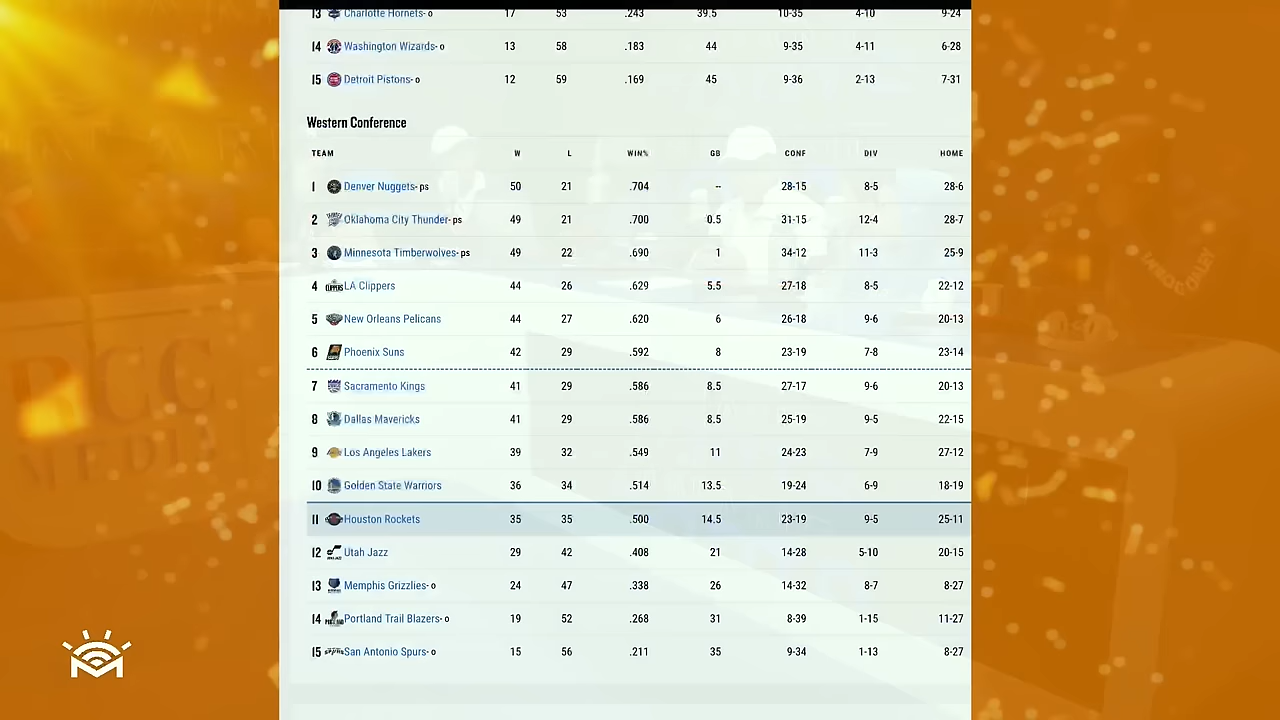 13 Charlotte Hornets- o 17 53 .243 39.5 10-35 4-10 9-24
14 Washington Wizards- o 13 58 .183 44 9-35 4-11 6-28
15 Detroit Pistons- o 12 59 .169 45 9-36 2-13 7-31
Western Conference
TEAM W L WIN% GB CONF DIV HOME
1 Denver Nuggets- ps 50 21 .704 -- 28-15 8-5 28-6
2 Oklahoma City Thunder- ps 49 21 .700 0.5 31-15 12-4 28-7
3 Minnesota Timberwolves- ps 49 22 .690 1 34-12 11-3 25-9
4 LA Clippers 44 26 .629 5.5 27-18 8-5 22-12
5 New Orleans Pelicans 44 27 .620 6 26-18 9-6 20-13
6 Phoenix Suns 42 29 .592 8 23-19 7-8 23-14
7 Sacramento Kings 41 29 .586 8.5 27-17 9-6 20-13
8 Dallas Mavericks 41 29 .586 8.5 25-19 9-5 22-15
9 Los Angeles Lakers 39 32 .549 11 24-23 7-9 27-12
10 Golden State Warriors 36 34 .514 13.5 19-24 6-9 18-19
11 Houston Rockets 35 35 .500 14.5 23-19 9-5 25-11
12 Utah Jazz 29 42 .408 21 14-28 5-10 20-15
13 Memphis Grizzlies- o 24 47 .338 26 14-32 8-7 8-27
14 Portland Trail Blazers- o 19 52 .268 31 8-39 1-15 11-27
15 San Antonio Spurs- o 15 56 .211 35 9-34 1-13 8-27
RCC
MEDIA